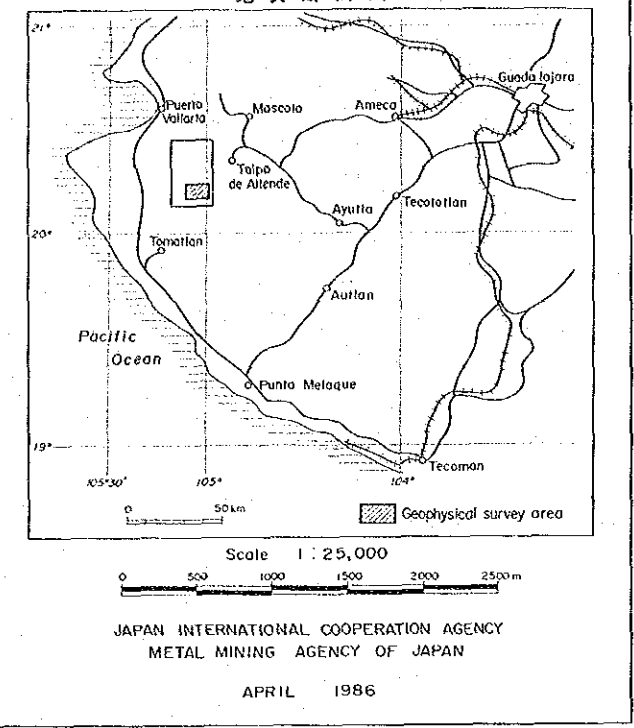 21°
Guadalajara
Puerto
Vallarta
Mascota
Ameca
Talpa
de Allende
Ayutla
Tecolotlan
20°
Tomatlan
Autlan
Pacific
Ocean
Punta Melaque
19°
Tecoman
105°30'
105°
104°
0 50km
Geophysical survey area
Scale 1 : 25,000
0 500 1000 1500 2000 2500 m
JAPAN INTERNATIONAL COOPERATION AGENCY
METAL MINING AGENCY OF JAPAN
APRIL 1986